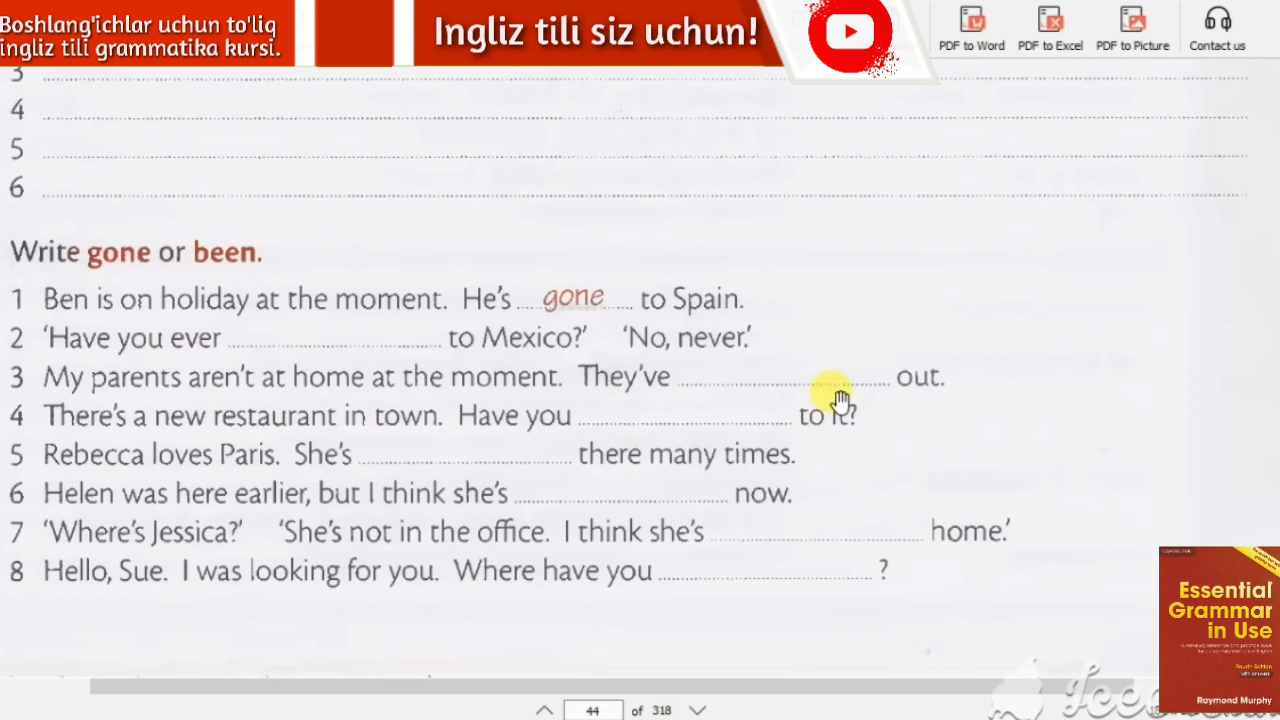 Boshlang'ichlar uchun to'liq
ingliz tili grammatika kursi.
Ingliz tili siz uchun!
PDF to Word
PDF to Excel
PDF to Picture
Contact us
3
4
5
6
Write gone or been.
1 Ben is on holiday at the moment. He's gone to Spain.
2 'Have you ever to Mexico?' 'No, never.'
3 My parents aren't at home at the moment. They've out.
4 There's a new restaurant in town. Have you to it?
5 Rebecca loves Paris. She's there many times.
6 Helen was here earlier, but I think she's now.
7 'Where's Jessica?' 'She's not in the office. I think she's home.'
8 Hello, Sue. I was looking for you. Where have you ?
Essential
Grammar
in Use
Fourth Edition
Raymond Murphy
44 of 318